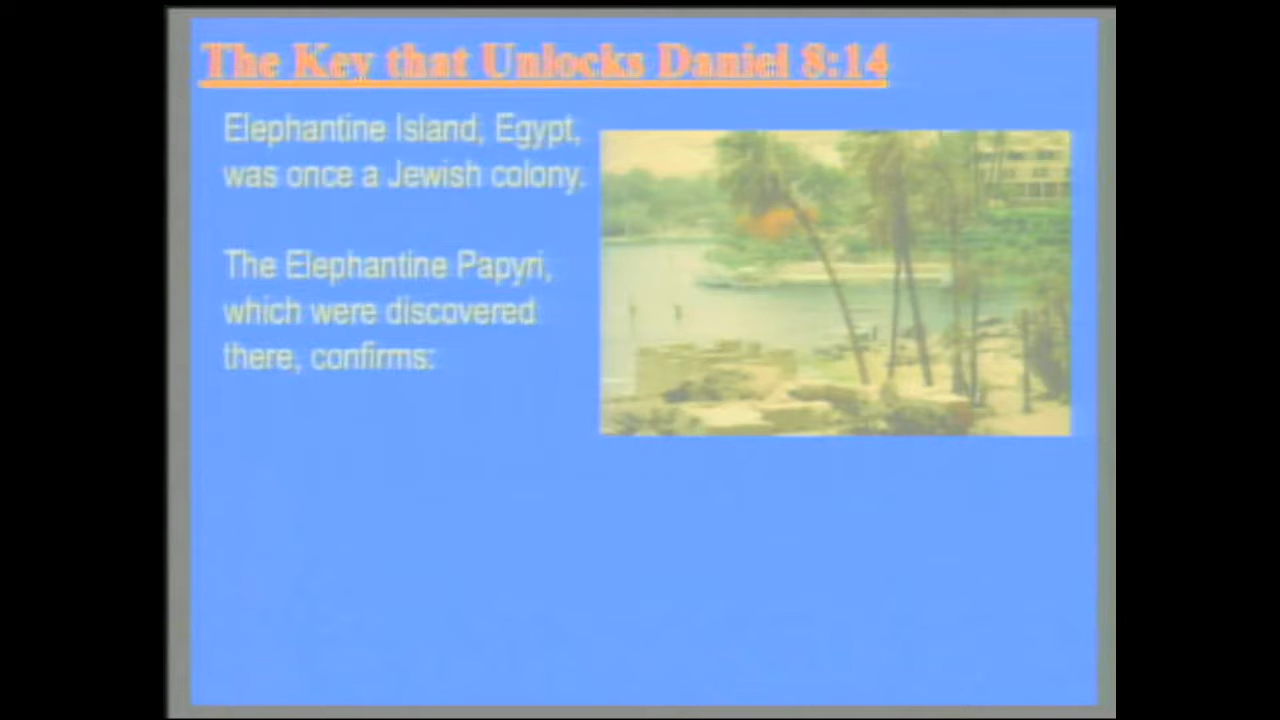 The Key that Unlocks Daniel 8:14
Elephantine Island, Egypt,
was once a Jewish colony.
The Elephantine Papyri,
which were discovered
there, confirms: